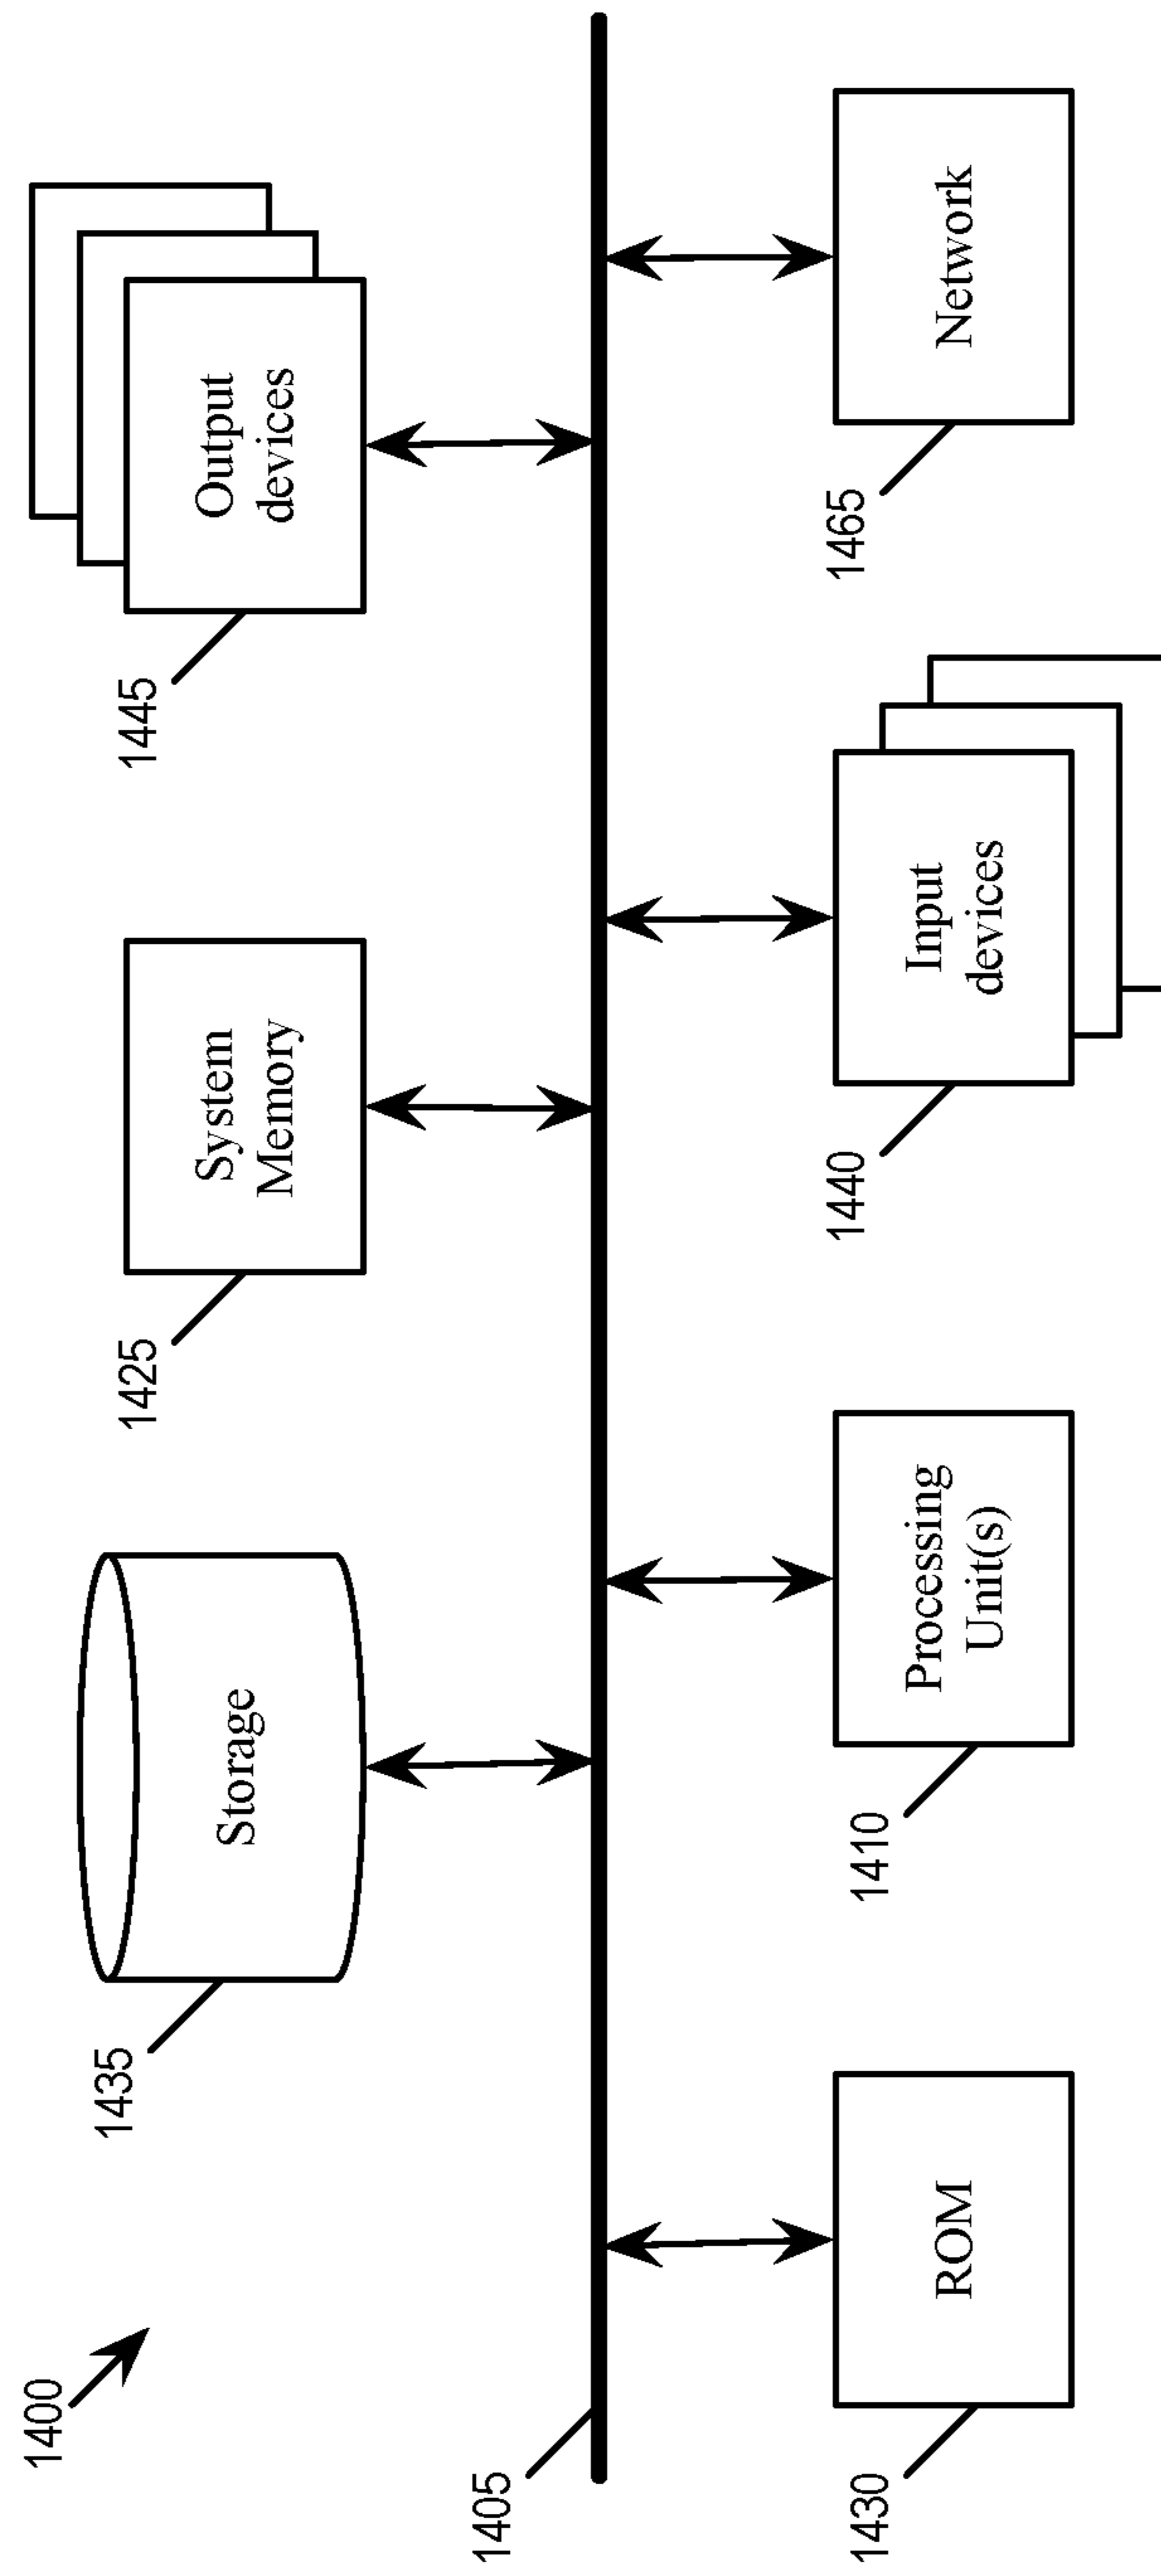 1400
1435
Storage
1425
System
Memory
1445
Output
devices
1405
1430
ROM
1410
Processing
Unit(s)
1440
Input
devices
1465
Network